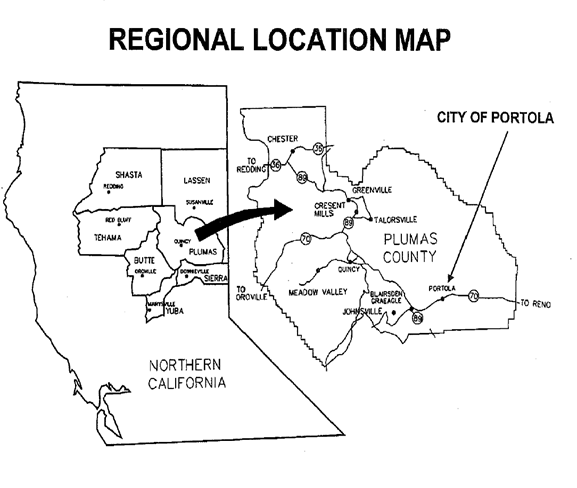 REGIONAL LOCATION MAP
CITY OF PORTOLA
SHASTA
REDDING
LASSEN
SUSANVILLE
RED BLUFF
TEHAMA
QUINCY
PLUMAS
BUTTE
OROVILLE
DOWNIEVILLE
SIERRA
MARYSVILLE
YUBA
NORTHERN
CALIFORNIA
CHESTER
TO
REDDING
36
36
89
GREENVILLE
CRESENT
MILLS
89
TALORSVILLE
70
PLUMAS
COUNTY
QUINCY
TO
OROVILLE
MEADOW VALLEY
BLAIRSDEN
GRAEAGLE
JOHNSVILLE
89
PORTOLA
70
TO RENO